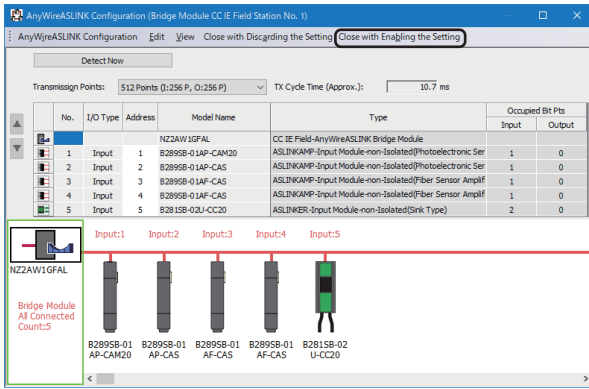 AnyWireASLINK Configuration (Bridge Module CC IE Field Station No. 1)
AnyWireASLINK Configuration Edit View Close with Discarding the Setting Close with Enabling the Setting
Detect Now
Transmission Points: 512 Points (I:256 P, O:256 P) TX Cycle Time (Approx.): 10.7 ms
No. I/O Type Address Model Name Type Occupied Bit Pts
Input Output
NZ2AW1GFAL CC IE Field-AnyWireASLINK Bridge Module
1 Input 1 B289SB-01AP-CAM20 ASLINKAMP-Input Module-non-Isolated(Photoelectric Ser 1 0
2 Input 2 B289SB-01AP-CAS ASLINKAMP-Input Module-non-Isolated(Photoelectric Ser 1 0
3 Input 3 B289SB-01AF-CAS ASLINKAMP-Input Module-non-Isolated(Fiber Sensor Amplif 1 0
4 Input 4 B289SB-01AF-CAS ASLINKAMP-Input Module-non-Isolated(Fiber Sensor Amplif 1 0
5 Input 5 B281SB-02U-CC20 ASLINKER-Input Module-non-Isolated(Sink Type) 2 0
Input:1 Input:2 Input:3 Input:4 Input:5
NZ2AW1GFAL
Bridge Module
All Connected
Count:5
B289SB-01 B289SB-01 B289SB-01 B289SB-01 B281SB-02
AP-CAM20 AP-CAS AF-CAS AF-CAS U-CC20